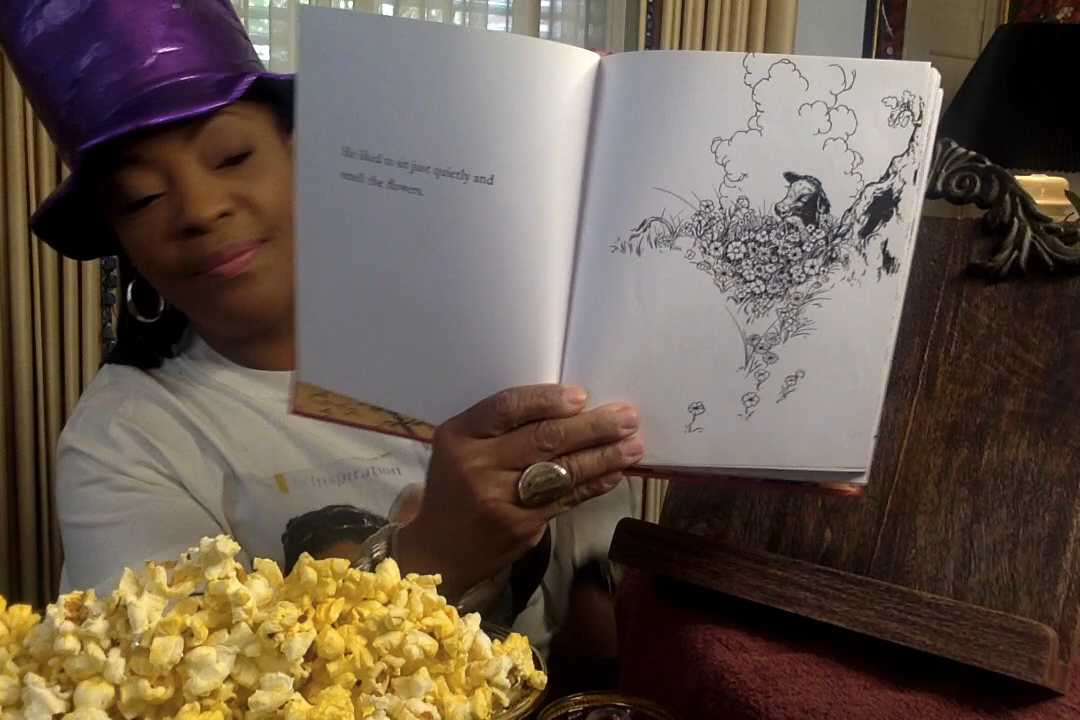 He liked to sit just quietly and
smell the flowers.
inspiration